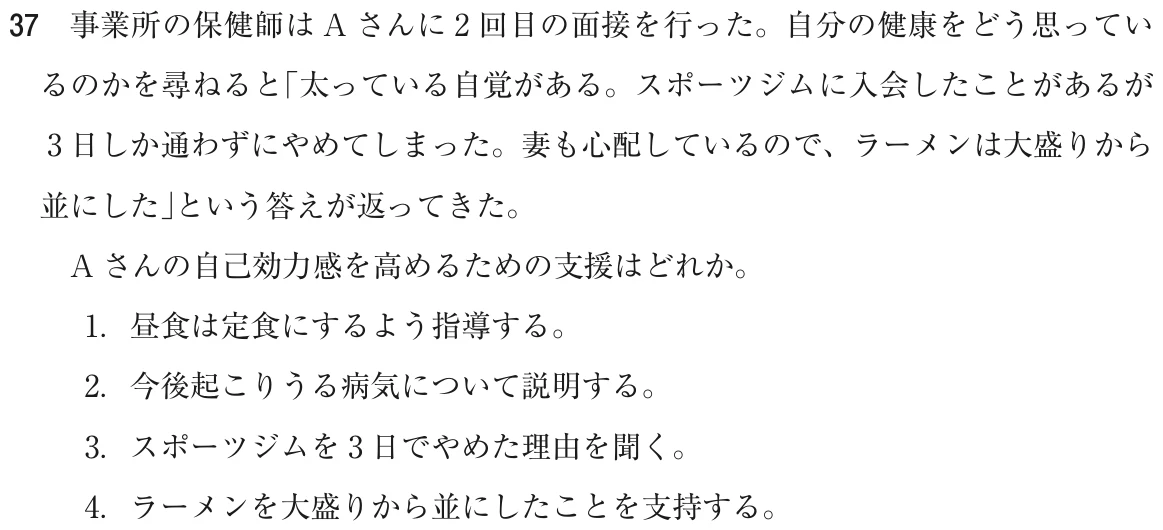 37 事業所の保健師は A さんに 2 回目の面接を行った。自分の健康をどう思ってい
るのかを尋ねると「太っている自覚がある。スポーツジムに入会したことがあるが
3 日しか通わずにやめてしまった。妻も心配しているので、ラーメンは大盛りから
並にした」という答えが返ってきた。
A さんの自己効力感を高めるための支援はどれか。
1. 昼食は定食にするよう指導する。
2. 今後起こりうる病気について説明する。
3. スポーツジムを 3 日でやめた理由を聞く。
4. ラーメンを大盛りから並にしたことを支持する。